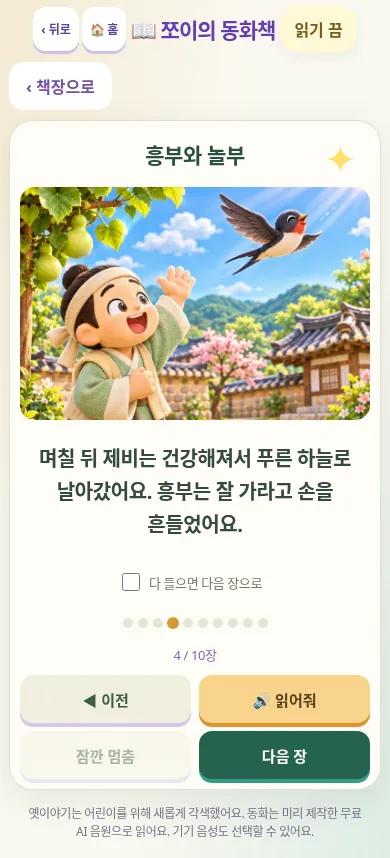 ‹ 뒤로 🏠 홈 📖 쪼이의 동화책 읽기 끔
‹ 책장으로
흥부와 놀부
며칠 뒤 제비는 건강해져서 푸른 하늘로
날아갔어요. 흥부는 잘 가라고 손을
흔들었어요.
다 들으면 다음 장으로
4 / 10장
◀ 이전 🔊 읽어줘
잠깐 멈춤 다음 장
옛이야기는 어린이를 위해 새롭게 각색했어요. 동화는 미리 제작한 무료
AI 음원으로 읽어요. 기기 음성도 선택할 수 있어요.